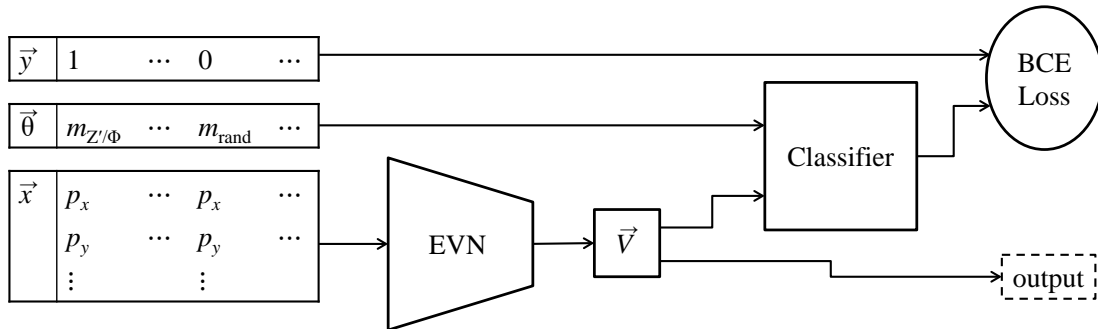 y⃗ 1 ⋯ 0 ⋯
θ⃗ m_Z′/Φ ⋯ m_rand ⋯
x⃗ p_x ⋯ p_x ⋯
p_y ⋯ p_y ⋯
⋮ ⋮
EVN
V⃗
Classifier
BCE
Loss
output